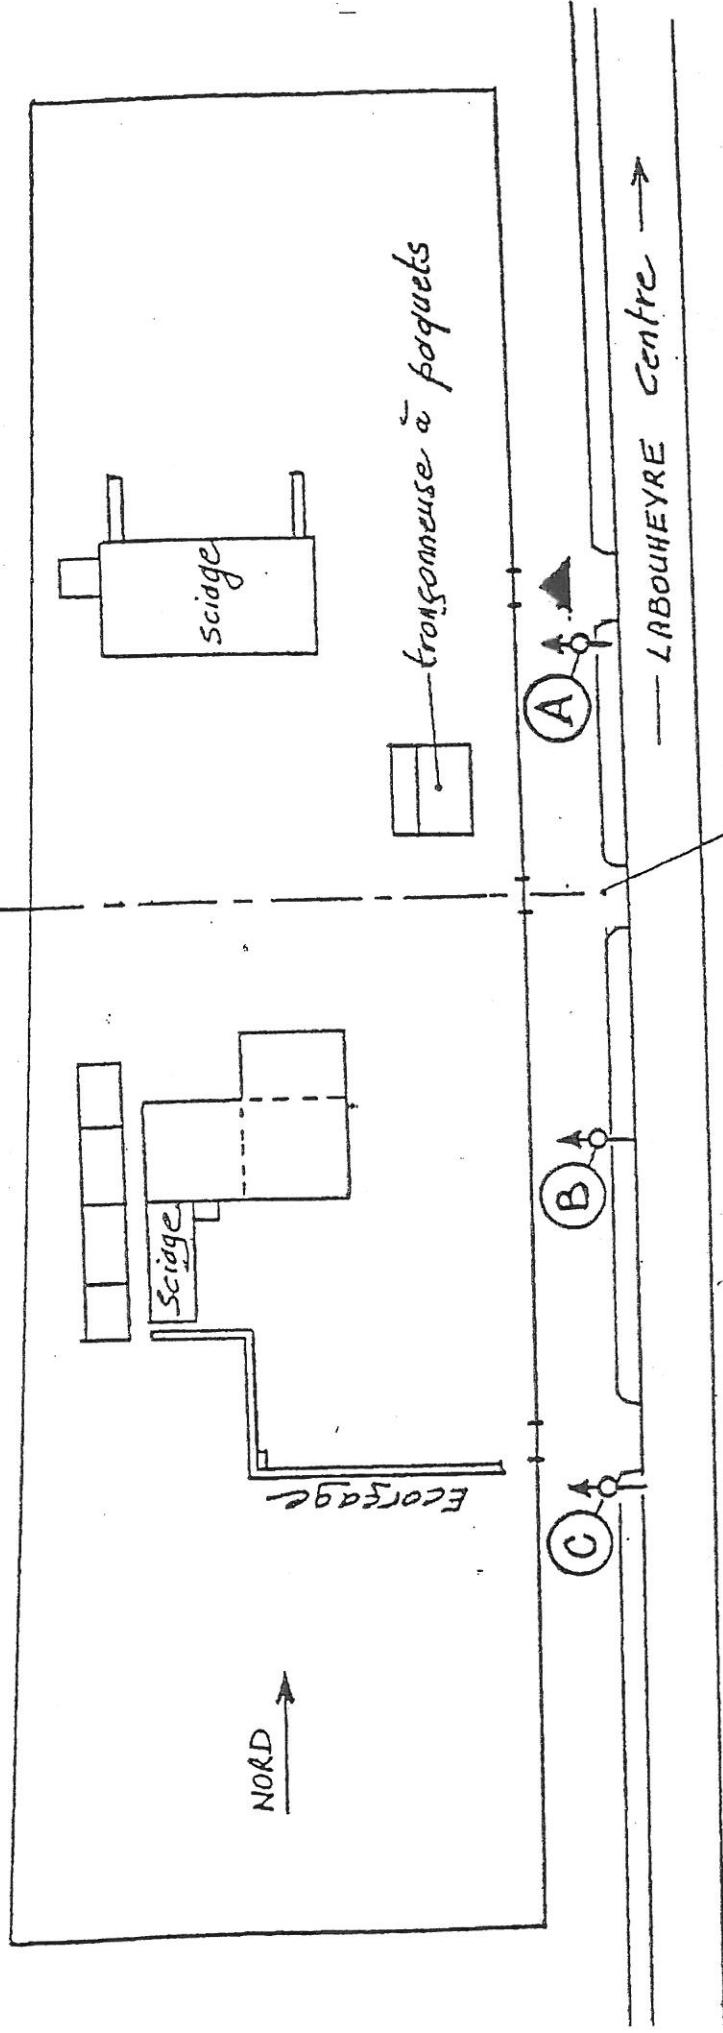 sciage
tronçonneuse à paquets
Sciage
Ecorçage
NORD
A
B
C
LABOUHEYRE Centre